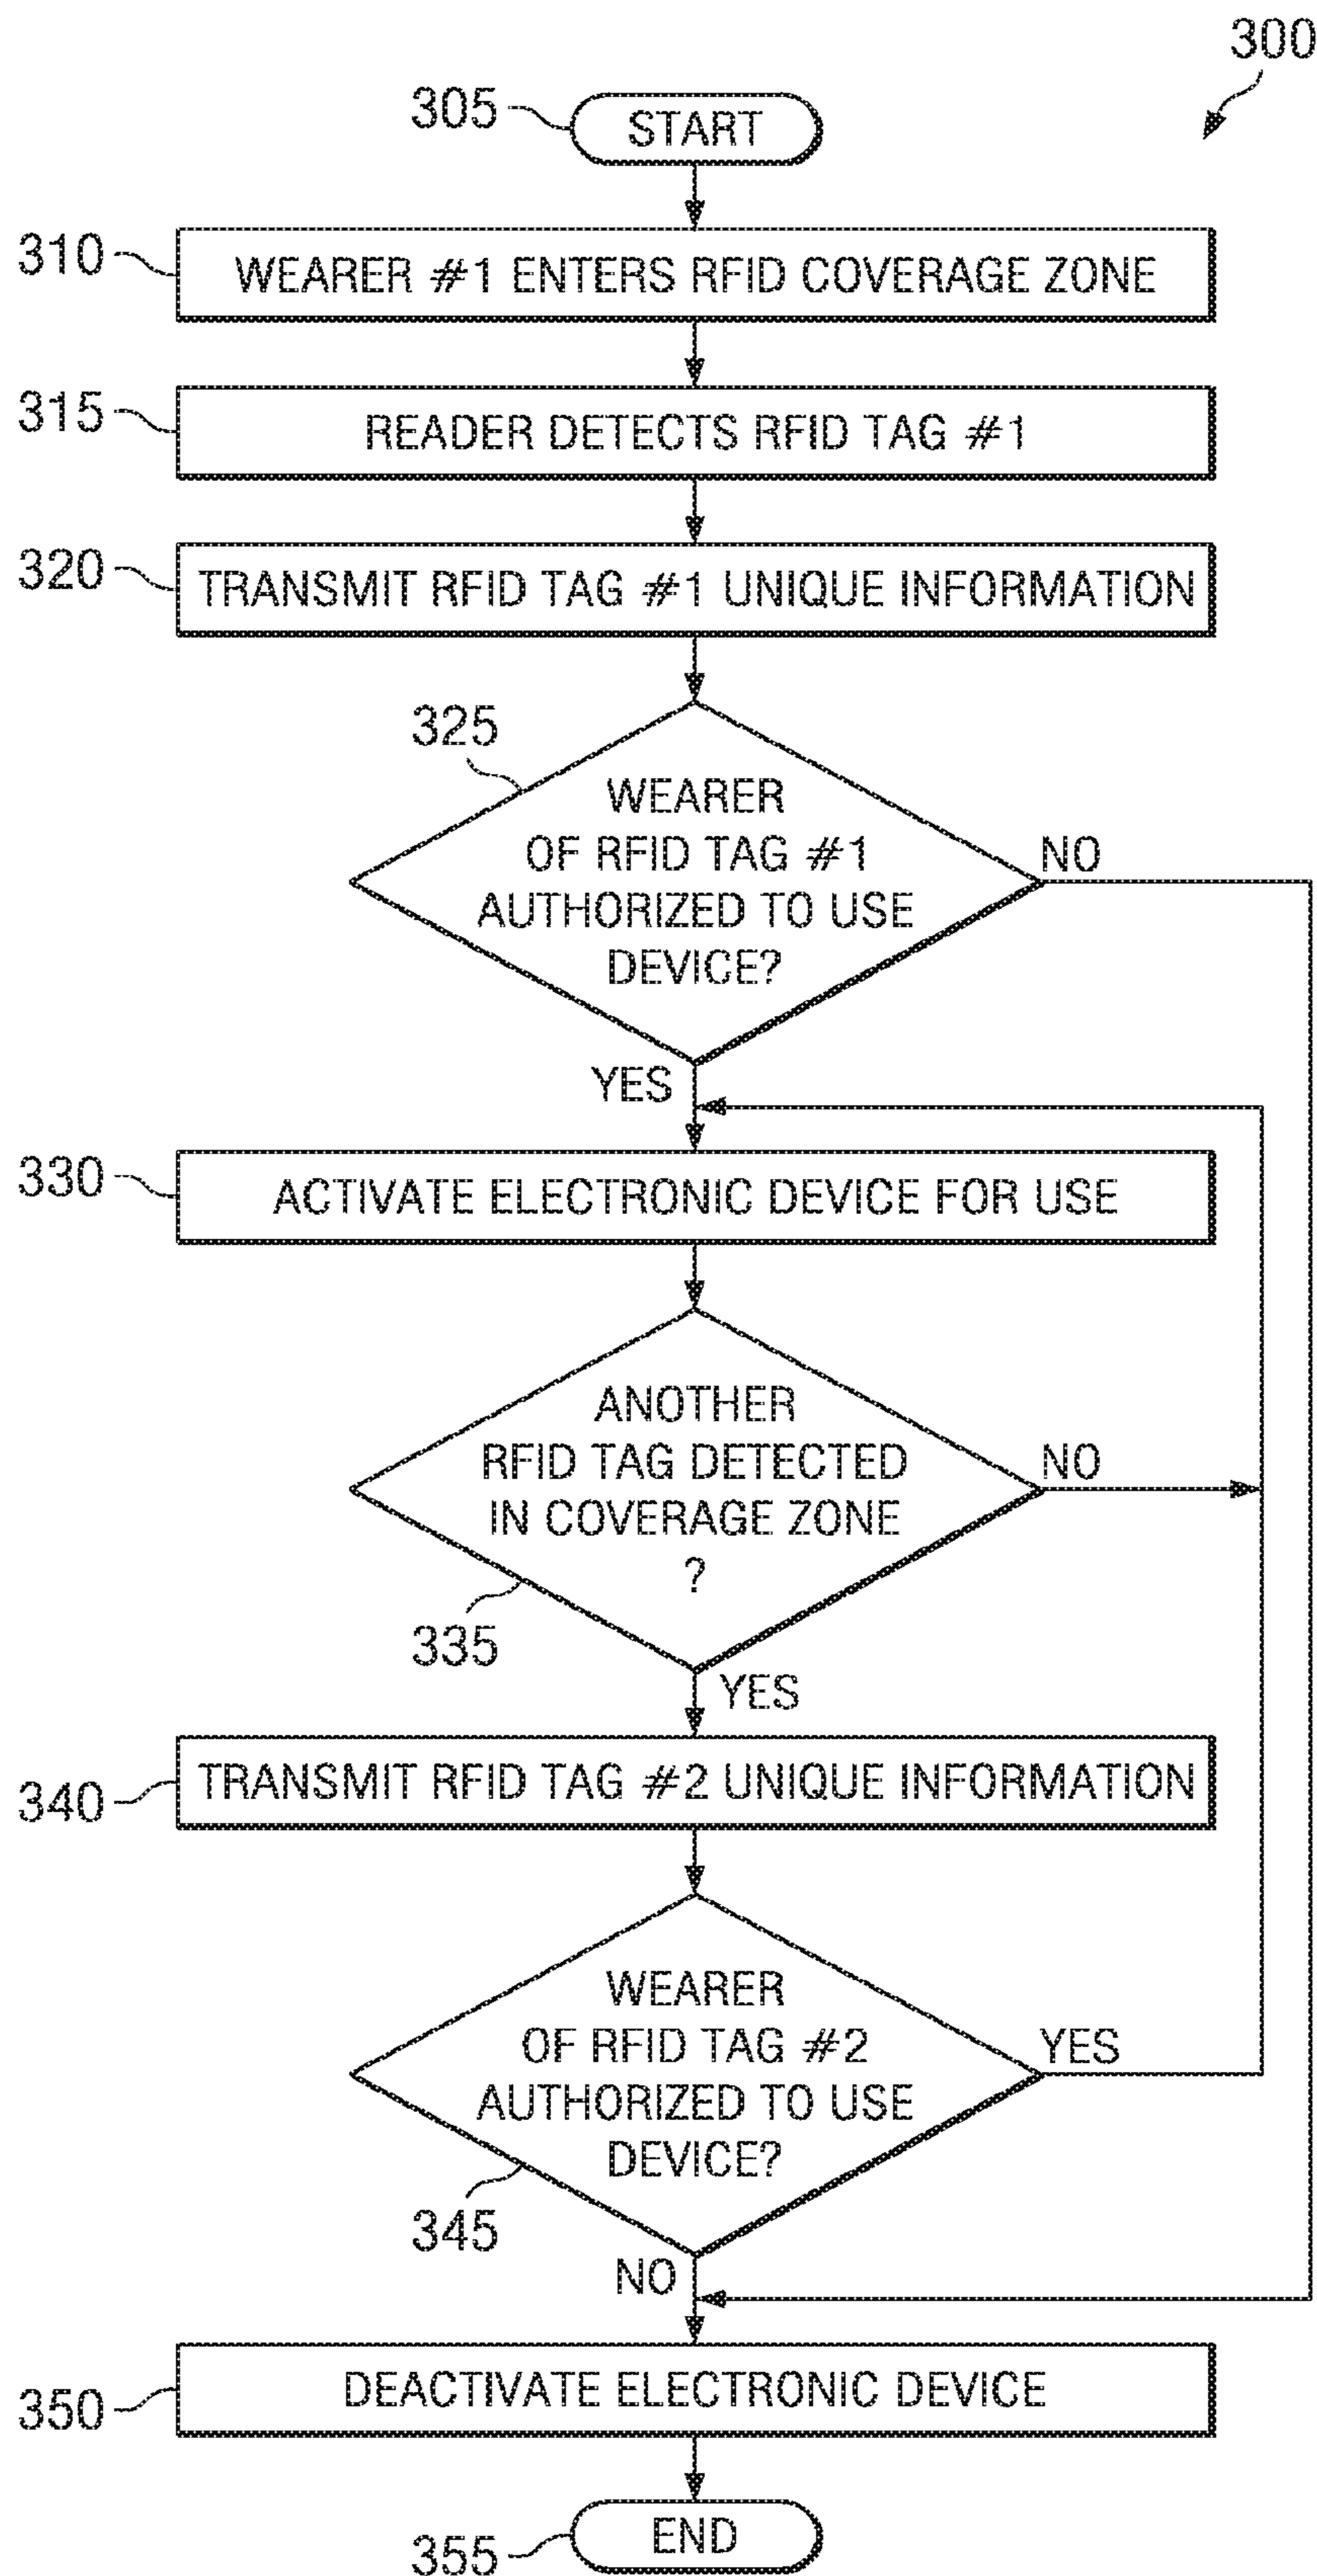 300
305
START
310
WEARER #1 ENTERS RFID COVERAGE ZONE
315
READER DETECTS RFID TAG #1
320
TRANSMIT RFID TAG #1 UNIQUE INFORMATION
325
WEARER
OF RFID TAG #1
AUTHORIZED TO USE
DEVICE?
NO
YES
330
ACTIVATE ELECTRONIC DEVICE FOR USE
ANOTHER
RFID TAG DETECTED
IN COVERAGE ZONE
?
NO
335
YES
340
TRANSMIT RFID TAG #2 UNIQUE INFORMATION
WEARER
OF RFID TAG #2
AUTHORIZED TO USE
DEVICE?
YES
345
NO
350
DEACTIVATE ELECTRONIC DEVICE
355
END